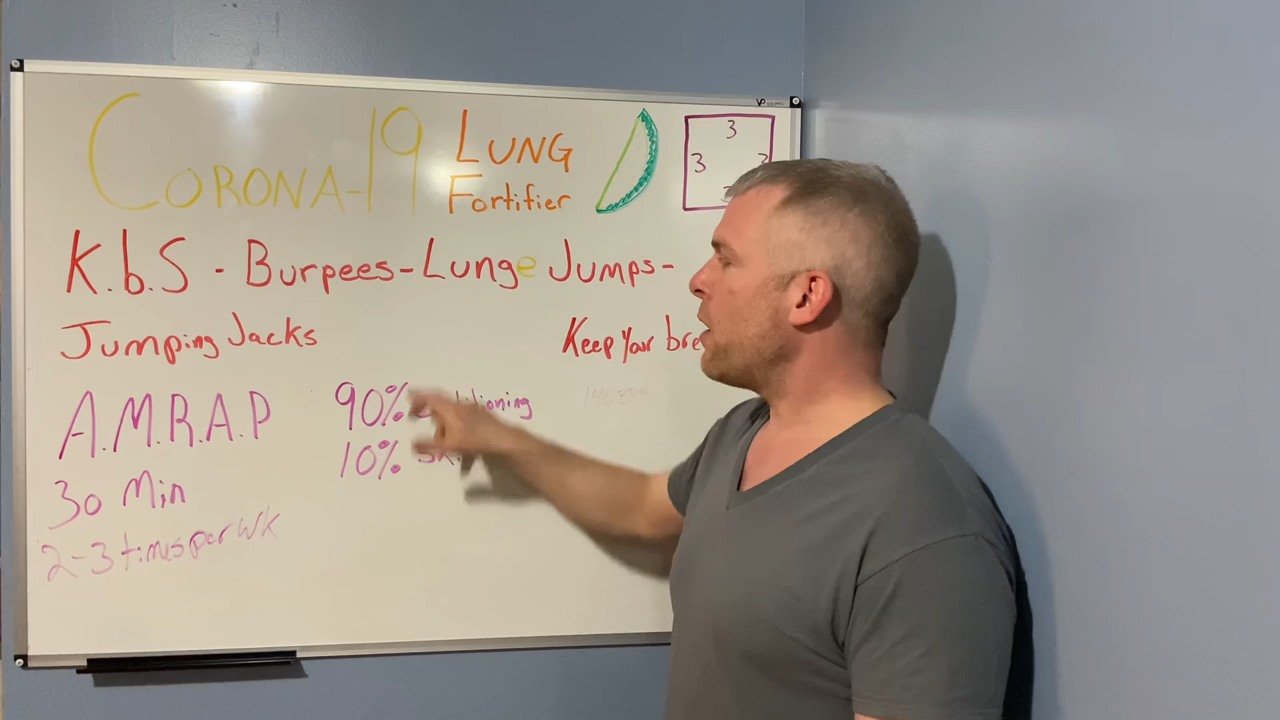 CORONA-19 LUNG
Fortifier
3
3
K.b.S - Burpees - Lunge Jumps -
Jumping Jacks Keep Your bre
A.M.R.A.P 90%
10%
30 Min
2-3 times per wk
VP